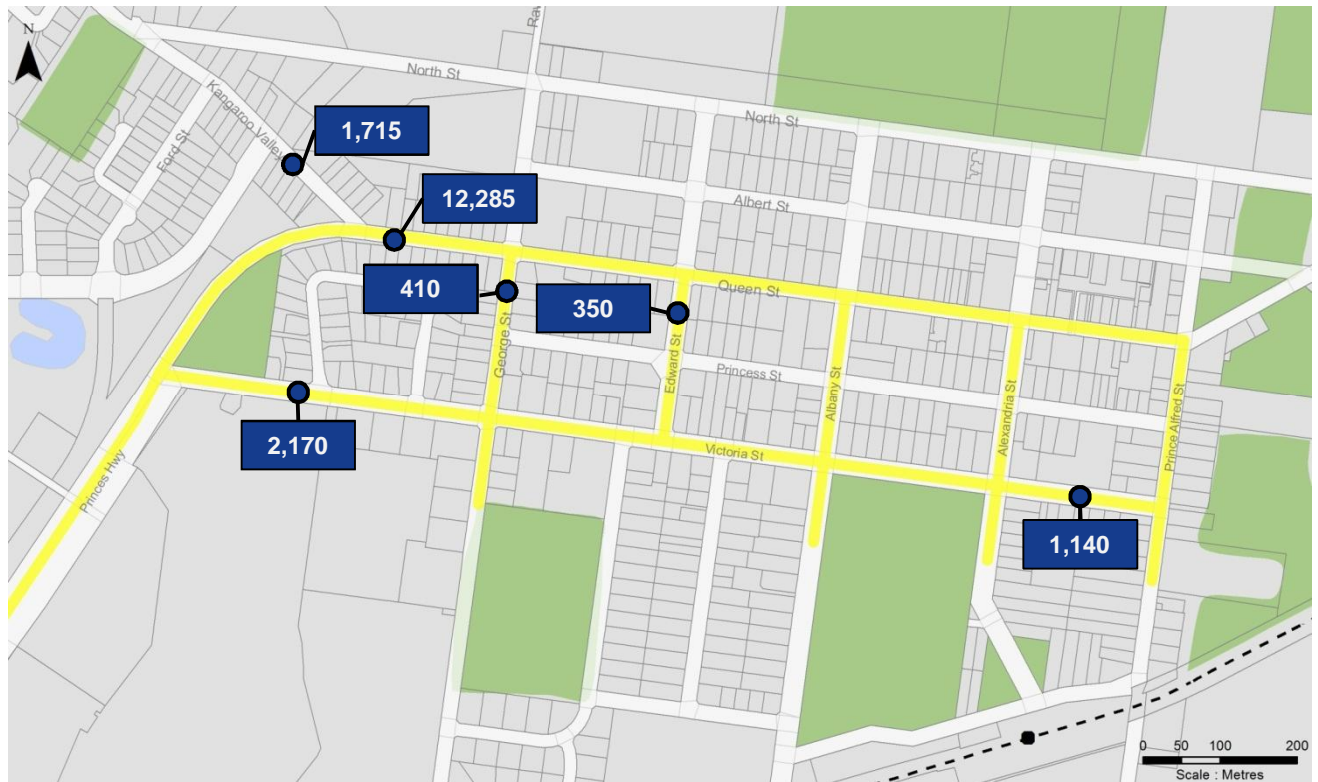 N
North St
Rav
Kangaroo Valley
1,715
North St
Ford St
12,285
Albert St
410
350
Queen St
George St
Edward St
Princess St
Albany St
Alexandria St
Prince Alfred St
2,170
Victoria St
Princes Hwy
1,140
0 50 100 200
Scale : Metres